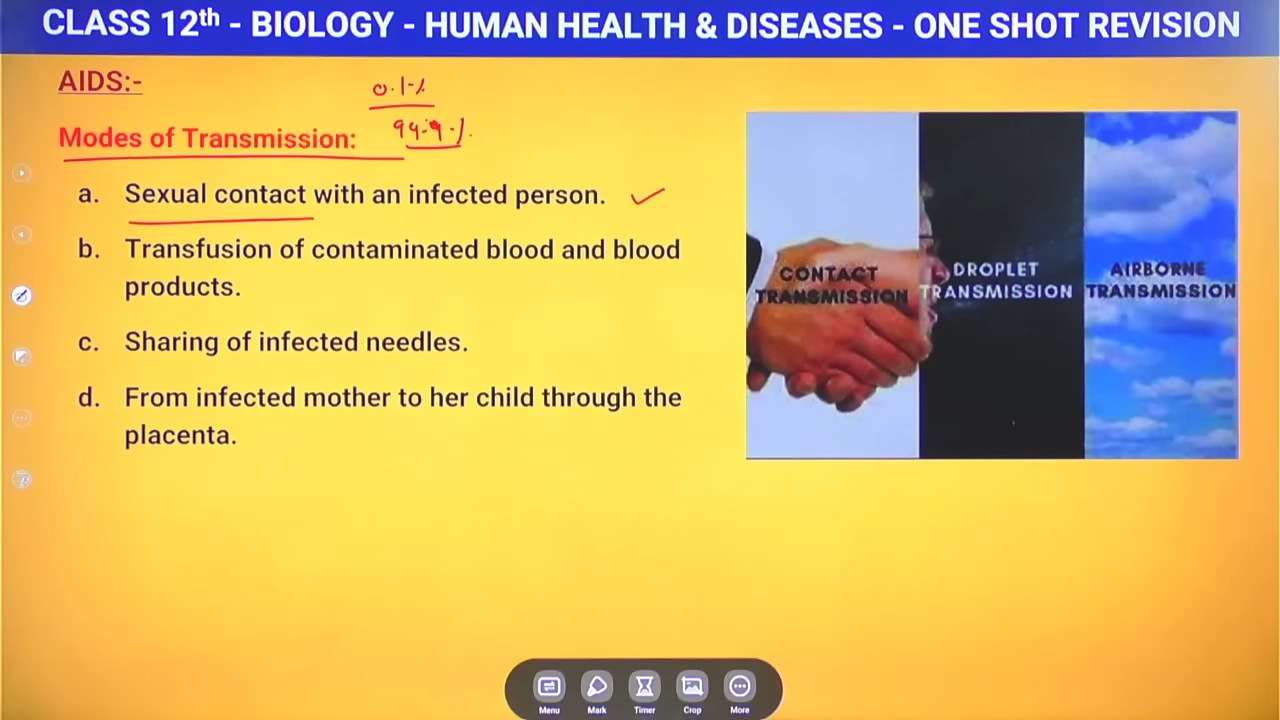 CLASS 12th - BIOLOGY - HUMAN HEALTH & DISEASES - ONE SHOT REVISION
AIDS:-
0.1%
Modes of Transmission:
99.9%.
a. Sexual contact with an infected person.
b. Transfusion of contaminated blood and blood
products.
c. Sharing of infected needles.
d. From infected mother to her child through the
placenta.
CONTACT
TRANSMISSION
DROPLET
TRANSMISSION
AIRBORNE
TRANSMISSION
Menu
Mark
Timer
Crop
More